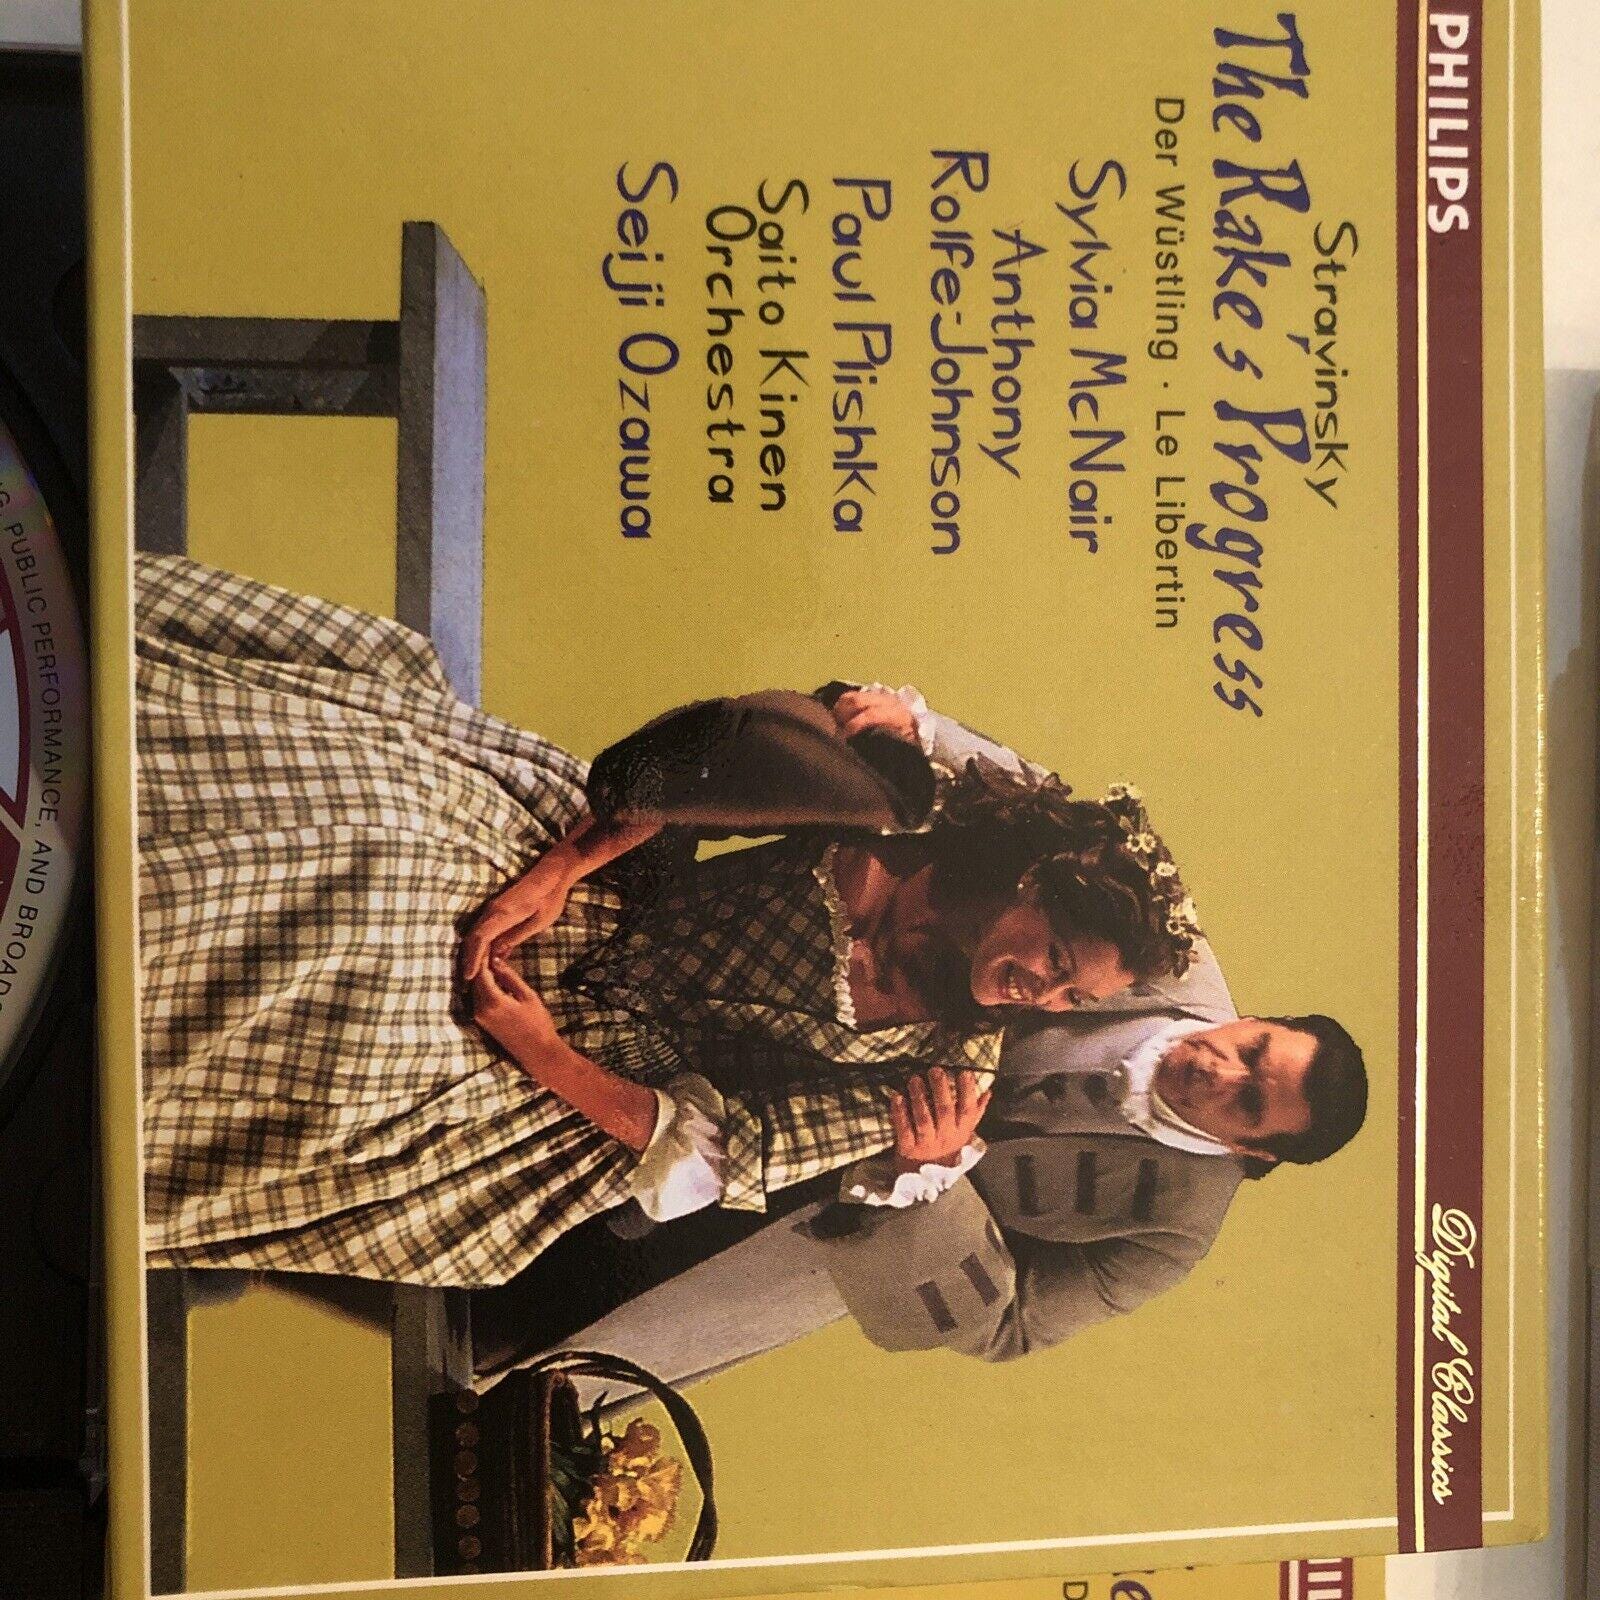 PHILIPS
Digital Classics
Stravinsky
The Rake's Progress
Der Wüstling · Le Libertin
Sylvia McNair
Anthony
Rolfe-Johnson
Paul Plishka
Saito Kinen
Orchestra
Seiji Ozawa
PUBLIC PERFORMANCE, AND BROAD